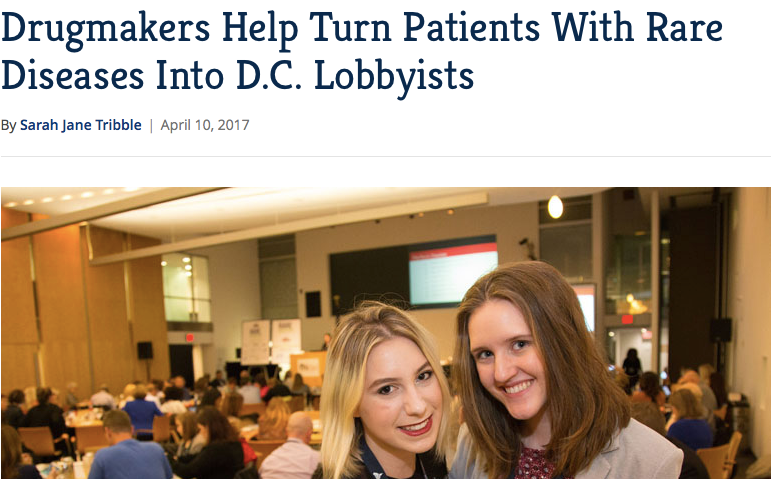 Drugmakers Help Turn Patients With Rare
Diseases Into D.C. Lobbyists
By Sarah Jane Tribble | April 10, 2017